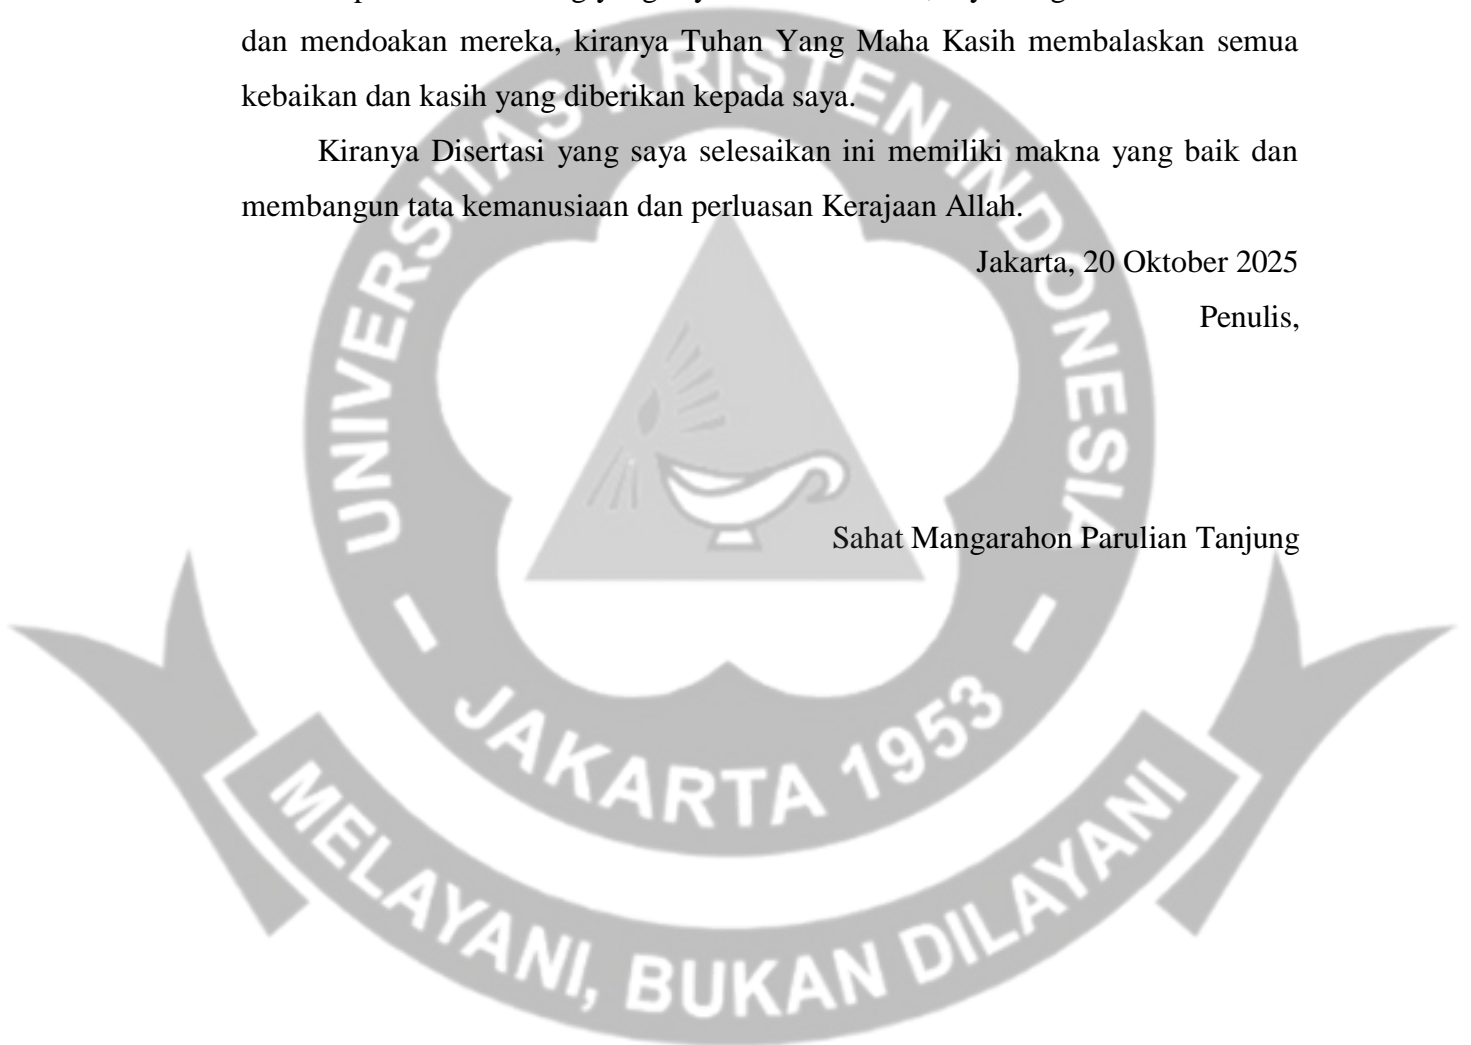 dan mendoakan mereka, kiranya Tuhan Yang Maha Kasih membalaskan semua
kebaikan dan kasih yang diberikan kepada saya.
Kiranya Disertasi yang saya selesaikan ini memiliki makna yang baik dan
membangun tata kemanusiaan dan perluasan Kerajaan Allah.
Jakarta, 20 Oktober 2025
Penulis,
Sahat Mangarahon Parulian Tanjung
UNIVERSITAS KRISTEN INDONESIA
JAKARTA 1953
MELAYANI, BUKAN DILAYANI